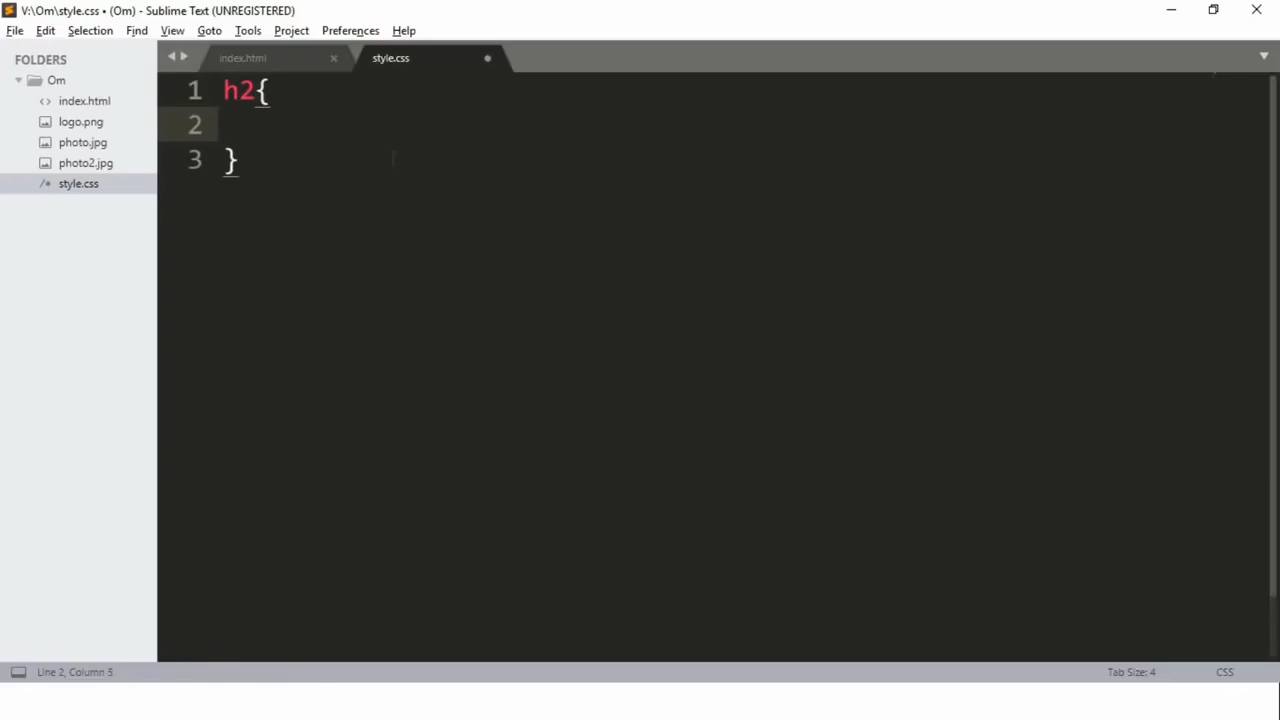 V:\Om\style.css • (Om) - Sublime Text (UNREGISTERED)
File Edit Selection Find View Goto Tools Project Preferences Help
FOLDERS
Om
index.html
logo.png
photo.jpg
photo2.jpg
/* style.css
index.html
style.css
1 h2{
2
3 }
Line 2, Column 5
Tab Size: 4
CSS